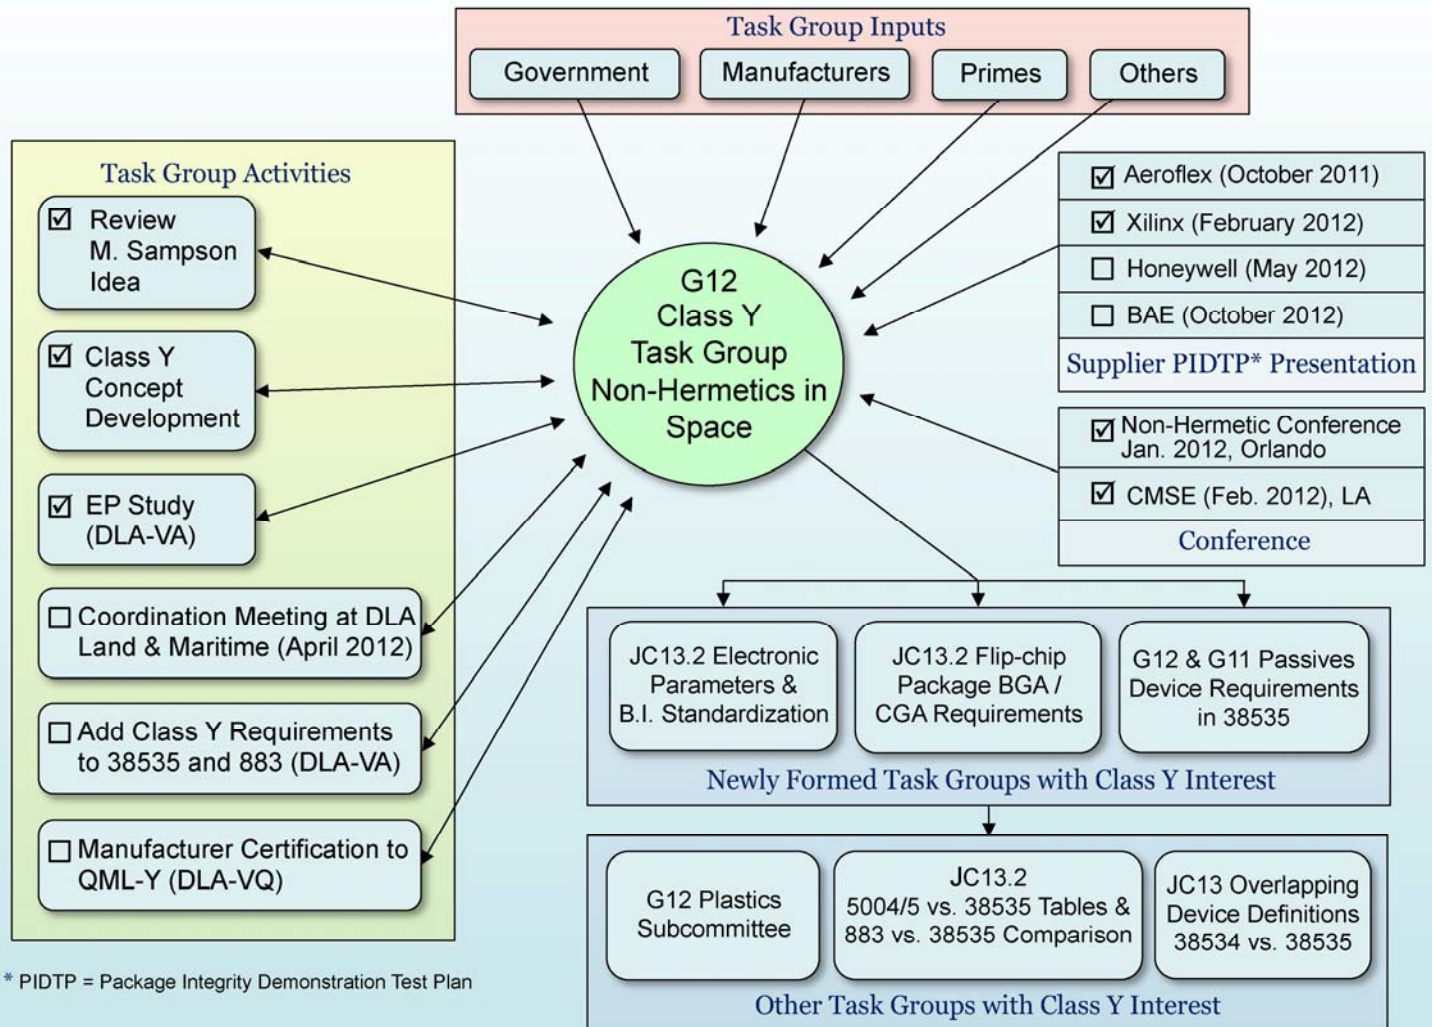 Task Group Inputs
Government
Manufacturers
Primes
Others
Task Group Activities
☑ Review
M. Sampson
Idea
☑ Class Y
Concept
Development
☑ EP Study
(DLA-VA)
☐ Coordination Meeting at DLA
Land & Maritime (April 2012)
☐ Add Class Y Requirements
to 38535 and 883 (DLA-VA)
☐ Manufacturer Certification to
QML-Y (DLA-VQ)
G12
Class Y
Task Group
Non-Hermetics in
Space
☑ Aeroflex (October 2011)
☑ Xilinx (February 2012)
☐ Honeywell (May 2012)
☐ BAE (October 2012)
Supplier PIDTP* Presentation
☑ Non-Hermetic Conference
Jan. 2012, Orlando
☑ CMSE (Feb. 2012), LA
Conference
JC13.2 Electronic
Parameters &
B.I. Standardization
JC13.2 Flip-chip
Package BGA /
CGA Requirements
G12 & G11 Passives
Device Requirements
in 38535
Newly Formed Task Groups with Class Y Interest
G12 Plastics
Subcommittee
JC13.2
5004/5 vs. 38535 Tables &
883 vs. 38535 Comparison
JC13 Overlapping
Device Definitions
38534 vs. 38535
Other Task Groups with Class Y Interest
* PIDTP = Package Integrity Demonstration Test Plan